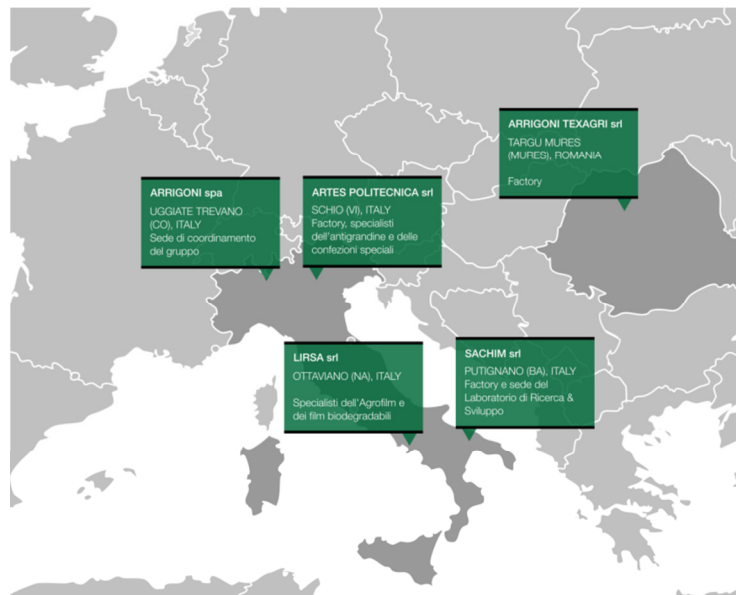 ARRIGONI TEXAGRI srl
TARGU MURES
(MURES), ROMANIA
Factory
ARRIGONI spa
UGGIATE TREVANO
(CO), ITALY
Sede di coordinamento
del gruppo
ARTES POLITECNICA srl
SCHIO (VI), ITALY
Factory, specialisti
dell'antigrandine e delle
confezioni speciali
LIRSA srl
OTTAVIANO (NA), ITALY
Specialisti dell'Agrofilm e
dei film biodegradabili
SACHIM srl
PUTIGNANO (BA), ITALY
Factory e sede del
Laboratorio di Ricerca &
Sviluppo